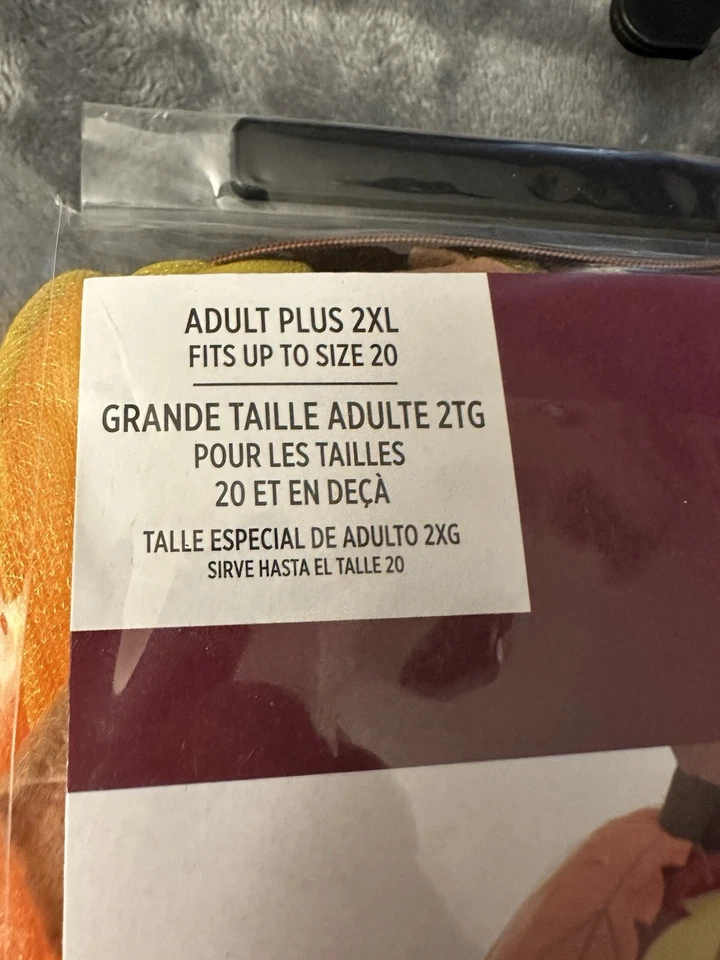 ADULT PLUS 2XL
FITS UP TO SIZE 20
GRANDE TAILLE ADULTE 2TG
POUR LES TAILLES
20 ET EN DEÇÀ
TALLE ESPECIAL DE ADULTO 2XG
SIRVE HASTA EL TALLE 20